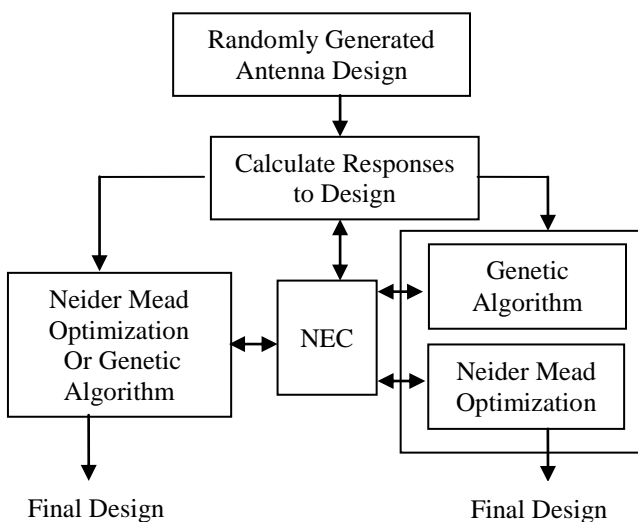 Randomly Generated
Antenna Design
Calculate Responses
to Design
Neider Mead
Optimization
Or Genetic
Algorithm
NEC
Genetic
Algorithm
Neider Mead
Optimization
Final Design
Final Design